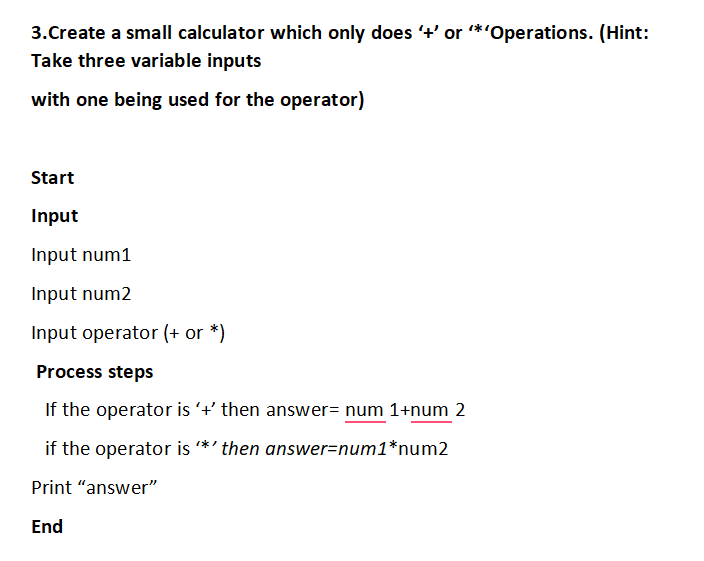 3.Create a small calculator which only does ‘+’ or ‘*‘Operations. (Hint:
Take three variable inputs
with one being used for the operator)
Start
Input
Input num1
Input num2
Input operator (+ or *)
Process steps
If the operator is ‘+’ then answer= num 1+num 2
if the operator is ‘*’ then answer=num1*num2
Print “answer”
End